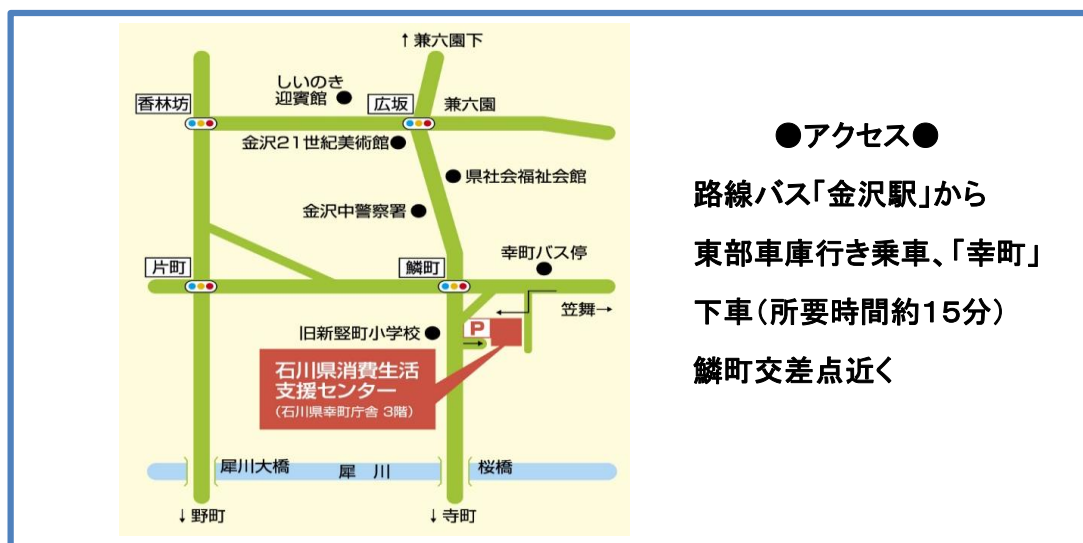 ↑兼六園下
しいのき
迎賓館
香林坊
広坂
兼六園
金沢21世紀美術館
県社会福祉会館
金沢中警察署
幸町バス停
片町
鱗町
笠舞→
P
旧新竪町小学校
石川県消費生活
支援センター
(石川県幸町庁舎 3階)
犀川大橋
犀 川
桜橋
↓野町
↓寺町
●アクセス●
路線バス「金沢駅」から
東部車庫行き乗車、「幸町」
下車(所要時間約15分)
鱗町交差点近く